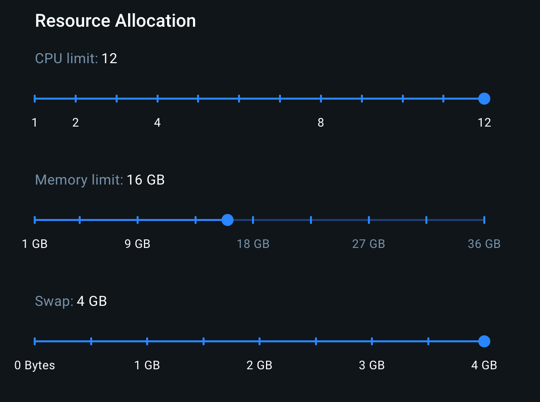 Resource Allocation
CPU limit: 12
1 2 4 8 12
Memory limit: 16 GB
1 GB 9 GB 18 GB 27 GB 36 GB
Swap: 4 GB
0 Bytes 1 GB 2 GB 3 GB 4 GB